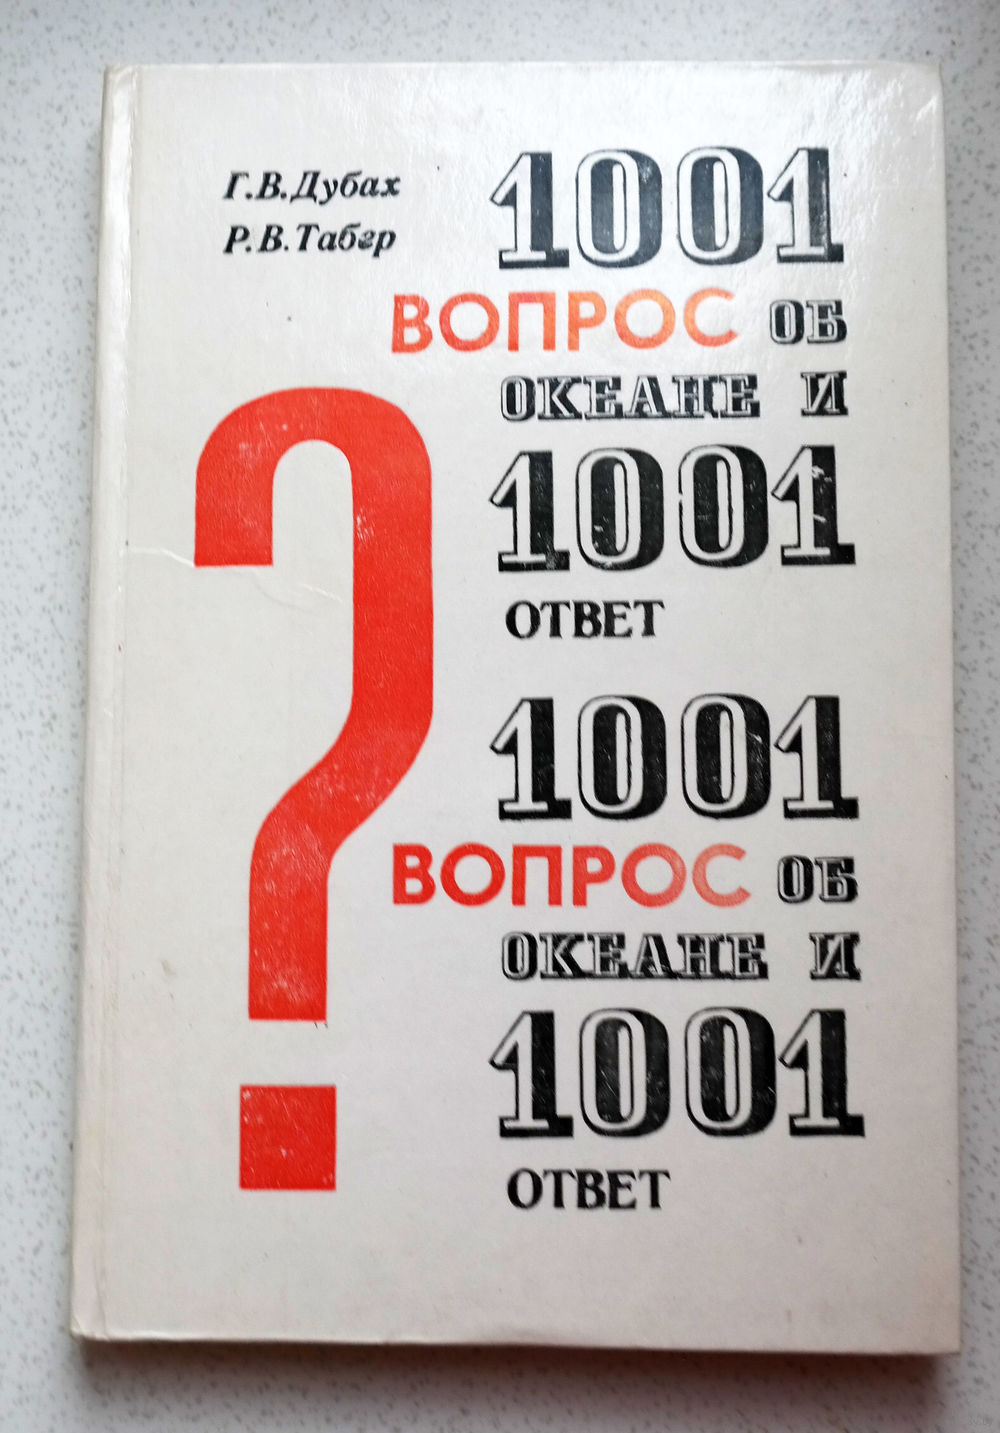 Г.В.Дубах
Р.В.Табер
1001
ВОПРОС ОБ
ОКЕАНЕ И
1001
ОТВЕТ
1001
ВОПРОС ОБ
ОКЕАНЕ И
1001
ОТВЕТ
?